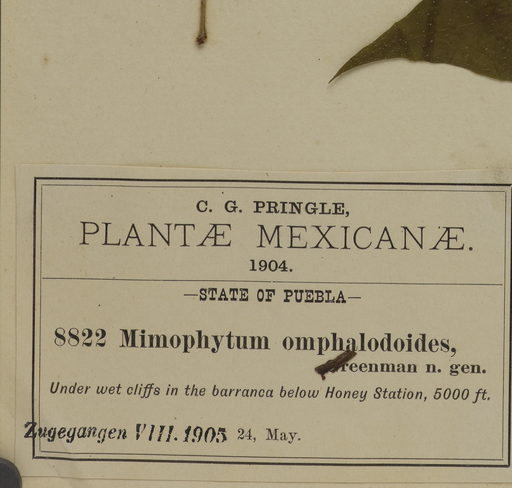 C. G. PRINGLE,
PLANTÆ MEXICANÆ.
1904.
—STATE OF PUEBLA—
8822 Mimophytum omphalodoides,
reenman n. gen.
Under wet cliffs in the barranca below Honey Station, 5000 ft.
Zugegangen VIII. 1905 24, May.